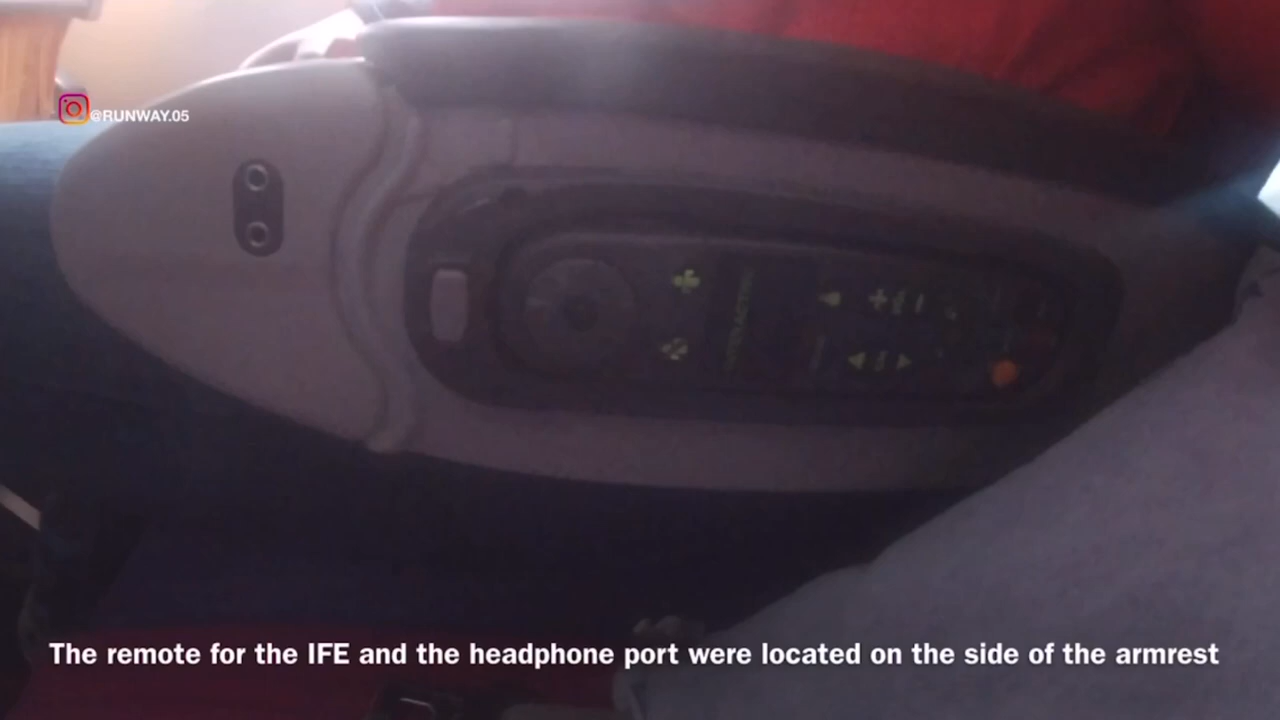 @RUNWAY.05
The remote for the IFE and the headphone port were located on the side of the armrest